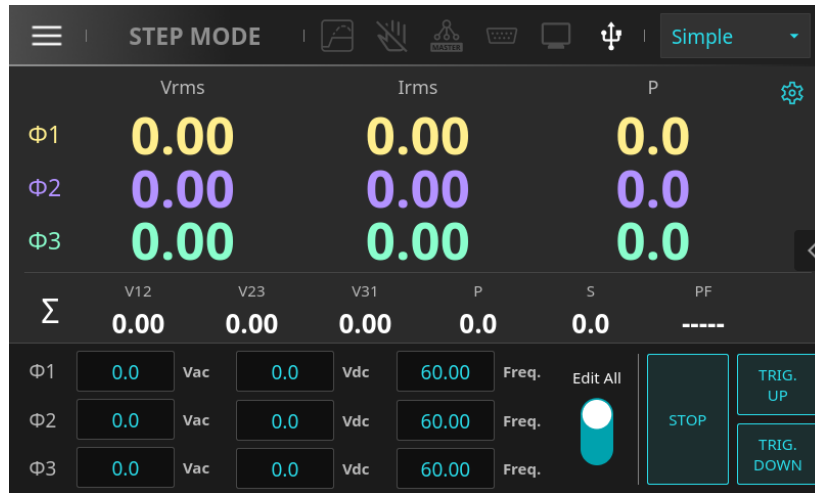 STEP MODE MASTER Simple
Vrms Irms P
Φ1 0.00 0.00 0.0
Φ2 0.00 0.00 0.0
Φ3 0.00 0.00 0.0
V12 V23 V31 P S PF
Σ 0.00 0.00 0.00 0.0 0.0 -----
Φ1 0.0 Vac 0.0 Vdc 60.00 Freq. Edit All STOP TRIG. UP
Φ2 0.0 Vac 0.0 Vdc 60.00 Freq.
Φ3 0.0 Vac 0.0 Vdc 60.00 Freq. TRIG. DOWN